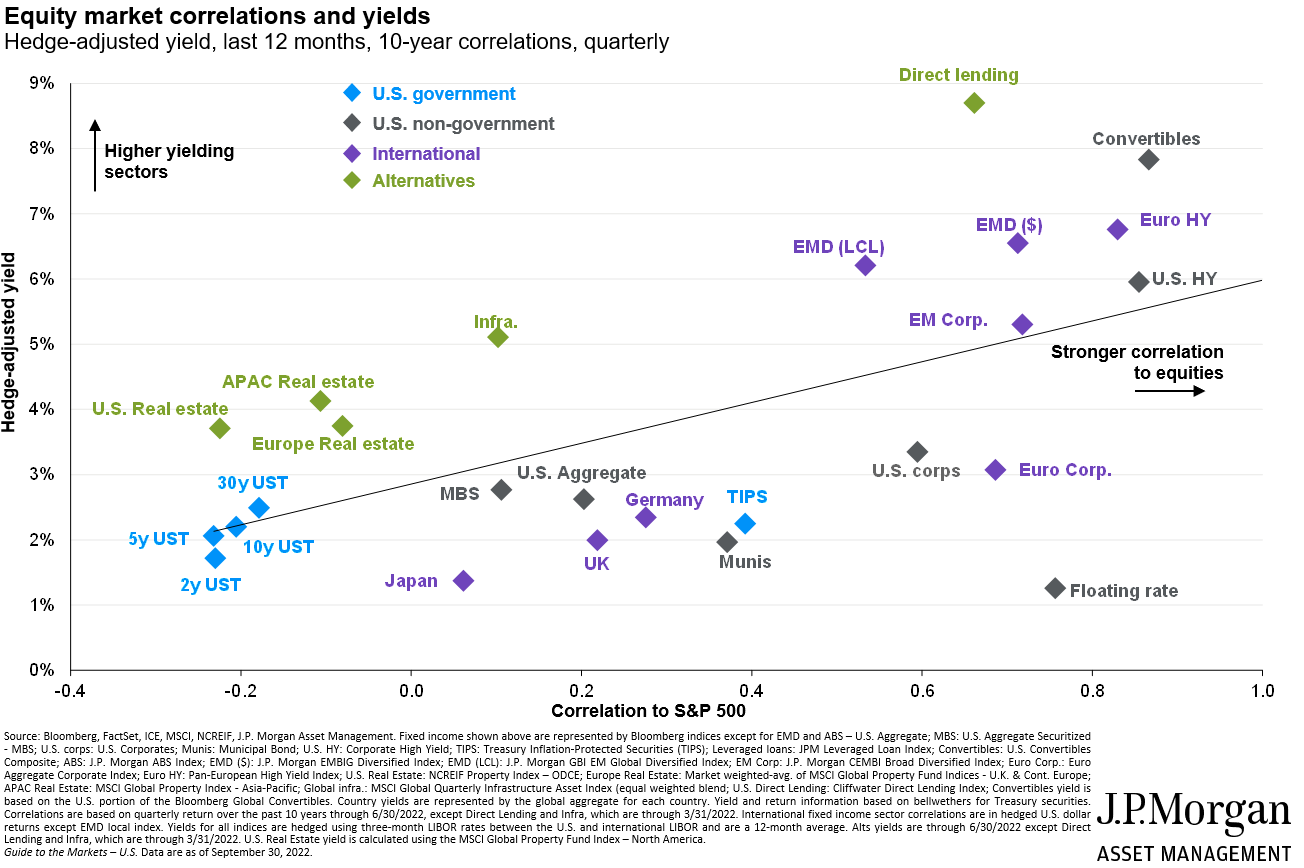 Equity market correlations and yields
Hedge-adjusted yield, last 12 months, 10-year correlations, quarterly
Direct lending
9%
U.S. government
U.S. non-government
Convertibles
8%
Higher yielding
sectors
International
Alternatives
7%
EMD ($)
Euro HY
EMD (LCL)
6%
U.S. HY
Hedge-adjusted yield
Infra.
EM Corp.
5%
Stronger correlation
to equities
APAC Real estate
4%
U.S. Real estate
Europe Real estate
3%
U.S. Aggregate
U.S. corps
Euro Corp.
30y UST
MBS
Germany
TIPS
5y UST
2%
10y UST
UK
Munis
2y UST
Japan
1%
Floating rate
0%
-0.4
-0.2
0.0
0.2
0.4
0.6
0.8
1.0
Correlation to S&P 500
Source: Bloomberg, FactSet, ICE, MSCI, NCREIF, J.P. Morgan Asset Management. Fixed income shown above are represented by Bloomberg indices except for EMD and ABS – U.S. Aggregate; MBS: U.S. Aggregate Securitized
- MBS; U.S. corps: U.S. Corporates; Munis: Municipal Bond; U.S. HY: Corporate High Yield; TIPS: Treasury Inflation-Protected Securities (TIPS); Leveraged loans: JPM Leveraged Loan Index; Convertibles: U.S. Convertibles
Composite; ABS: J.P. Morgan ABS Index); EMD ($): J.P. Morgan EMBIG Diversified Index; EMD (LCL): J.P. Morgan GBI EM Global Diversified Index; EM Corp: J.P. Morgan CEMBI Broad Diversified Index; Euro Corp.: Euro
Aggregate Corporate Index; Euro HY: Pan-European High Yield Index; U.S. Real Estate: NCREIF Property Index – ODCE; Europe Real Estate: Market weighted-avg. of MSCI Global Property Fund Indices - U.K. & Cont. Europe;
APAC Real Estate: MSCI Global Property Index - Asia-Pacific; Global infra.: MSCI Global Quarterly Infrastructure Asset Index (equal weighted blend; U.S. Direct Lending: Cliffwater Direct Lending Index; Convertibles yield is
based on the U.S. portion of the Bloomberg Global Convertibles. Country yields are represented by the global aggregate for each country. Yield and return information based on bellwethers for Treasury securities.
Correlations are based on quarterly return over the past 10 years through 6/30/2022, except Direct Lending and Infra, which are through 3/31/2022. International fixed income sector correlations are in hedged U.S. dollar
returns except EMD local index. Yields for all indices are hedged using three-month LIBOR rates between the U.S. and international LIBOR and are a 12-month average. Alts yields are through 6/30/2022 except Direct
Lending and Infra, which are through 3/31/2022. U.S. Real Estate yield is calculated using the MSCI Global Property Fund Index – North America.
Guide to the Markets – U.S. Data are as of September 30, 2022.
J.P.Morgan
ASSET MANAGEMENT